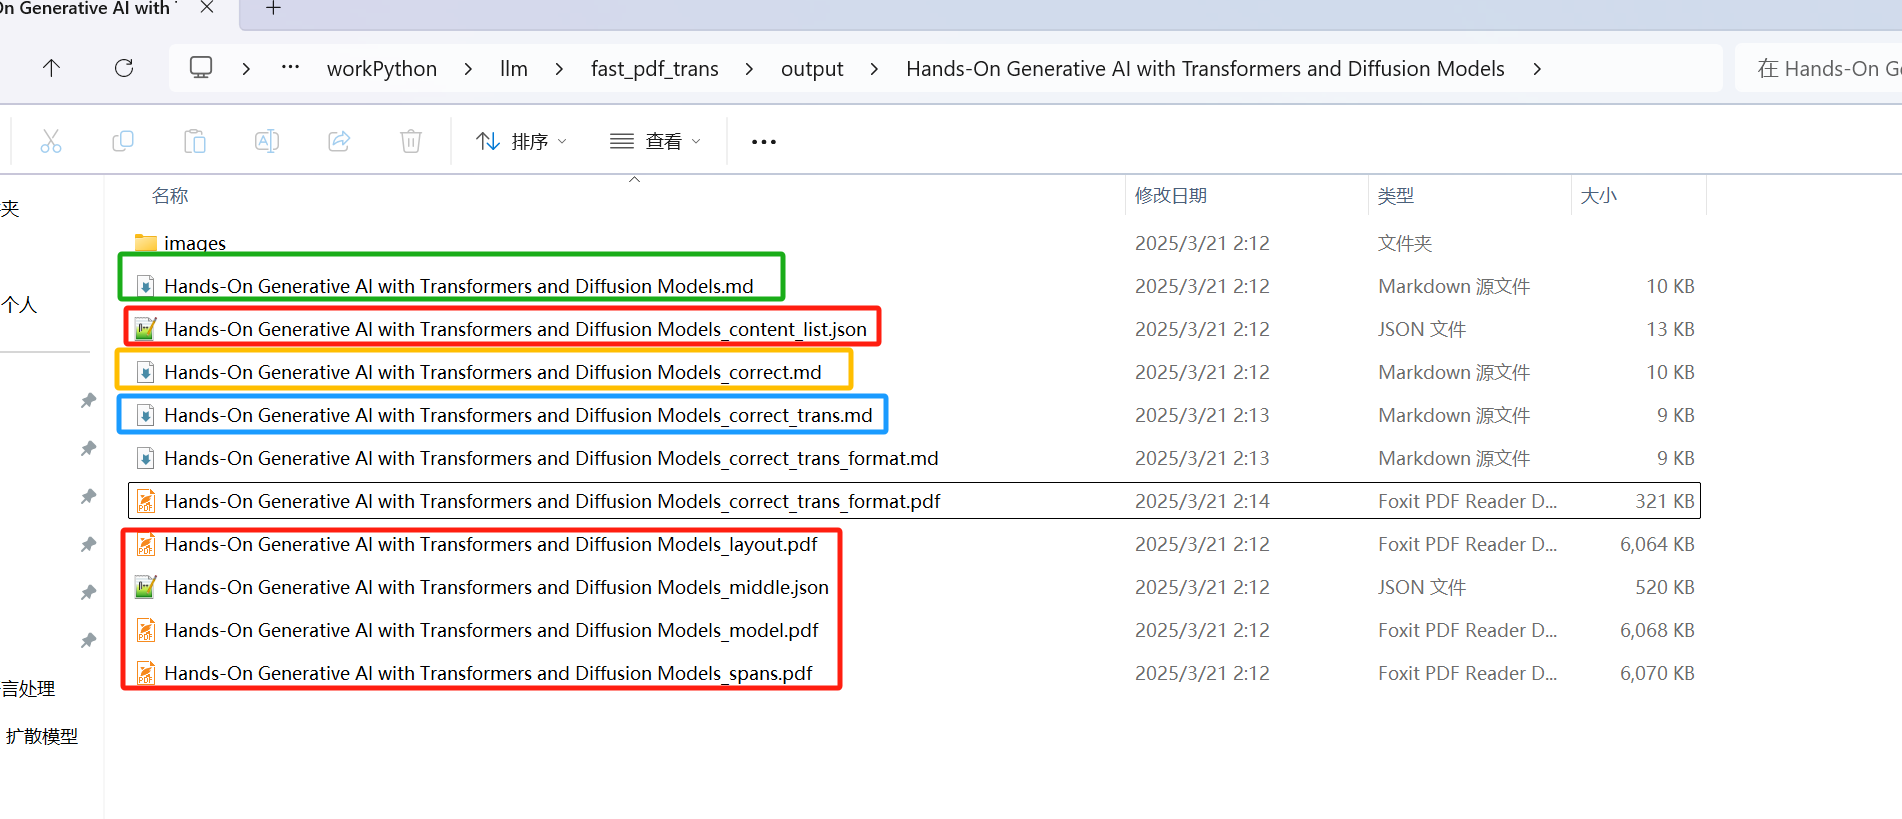 On Generative AI with
workPython
llm
fast_pdf_trans
output
Hands-On Generative AI with Transformers and Diffusion Models
在 Hands-On Ge
排序
查看
名称
修改日期
类型
大小
夹
个人
言处理
扩散模型
images 2025/3/21 2:12 文件夹
Hands-On Generative AI with Transformers and Diffusion Models.md 2025/3/21 2:12 Markdown 源文件 10 KB
Hands-On Generative AI with Transformers and Diffusion Models_content_list.json 2025/3/21 2:12 JSON 文件 13 KB
Hands-On Generative AI with Transformers and Diffusion Models_correct.md 2025/3/21 2:12 Markdown 源文件 10 KB
Hands-On Generative AI with Transformers and Diffusion Models_correct_trans.md 2025/3/21 2:13 Markdown 源文件 9 KB
Hands-On Generative AI with Transformers and Diffusion Models_correct_trans_format.md 2025/3/21 2:13 Markdown 源文件 9 KB
Hands-On Generative AI with Transformers and Diffusion Models_correct_trans_format.pdf 2025/3/21 2:14 Foxit PDF Reader D... 321 KB
Hands-On Generative AI with Transformers and Diffusion Models_layout.pdf 2025/3/21 2:12 Foxit PDF Reader D... 6,064 KB
Hands-On Generative AI with Transformers and Diffusion Models_middle.json 2025/3/21 2:12 JSON 文件 520 KB
Hands-On Generative AI with Transformers and Diffusion Models_model.pdf 2025/3/21 2:12 Foxit PDF Reader D... 6,068 KB
Hands-On Generative AI with Transformers and Diffusion Models_spans.pdf 2025/3/21 2:12 Foxit PDF Reader D... 6,070 KB